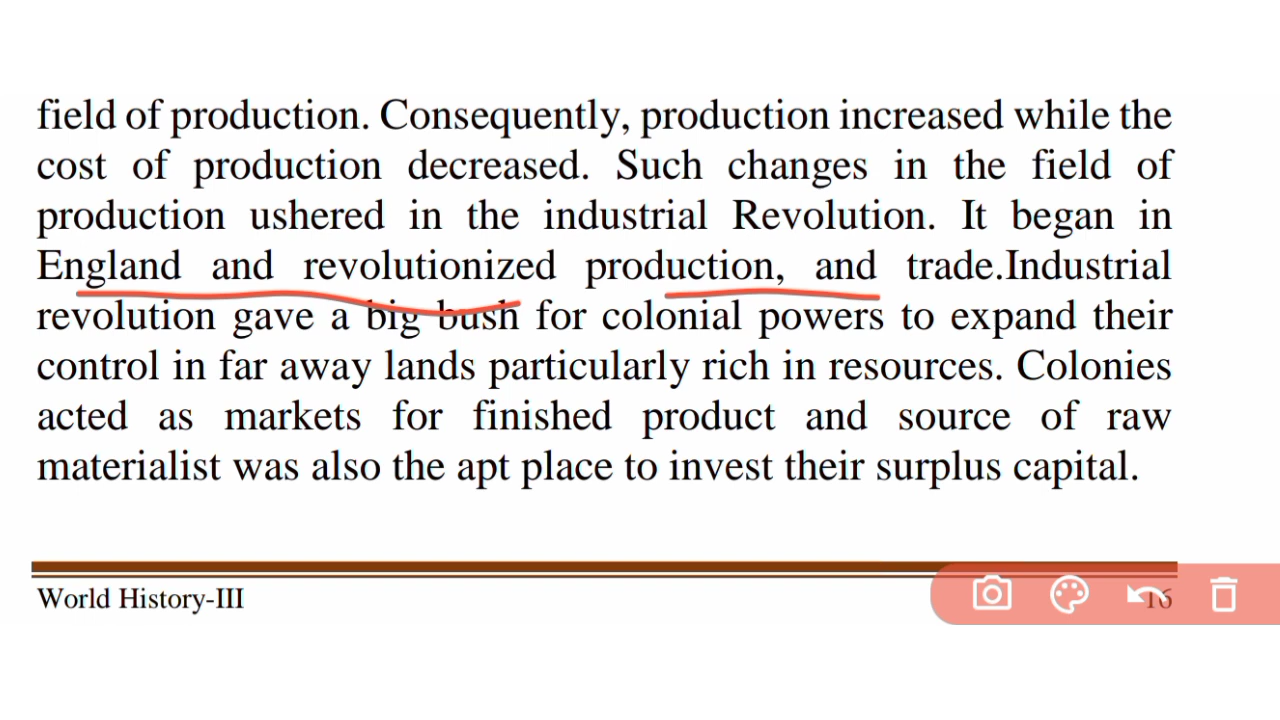 field of production. Consequently, production increased while the
cost of production decreased. Such changes in the field of
production ushered in the industrial Revolution. It began in
England and revolutionized production, and trade.Industrial
revolution gave a big bush for colonial powers to expand their
control in far away lands particularly rich in resources. Colonies
acted as markets for finished product and source of raw
materialist was also the apt place to invest their surplus capital.
World History-III
16